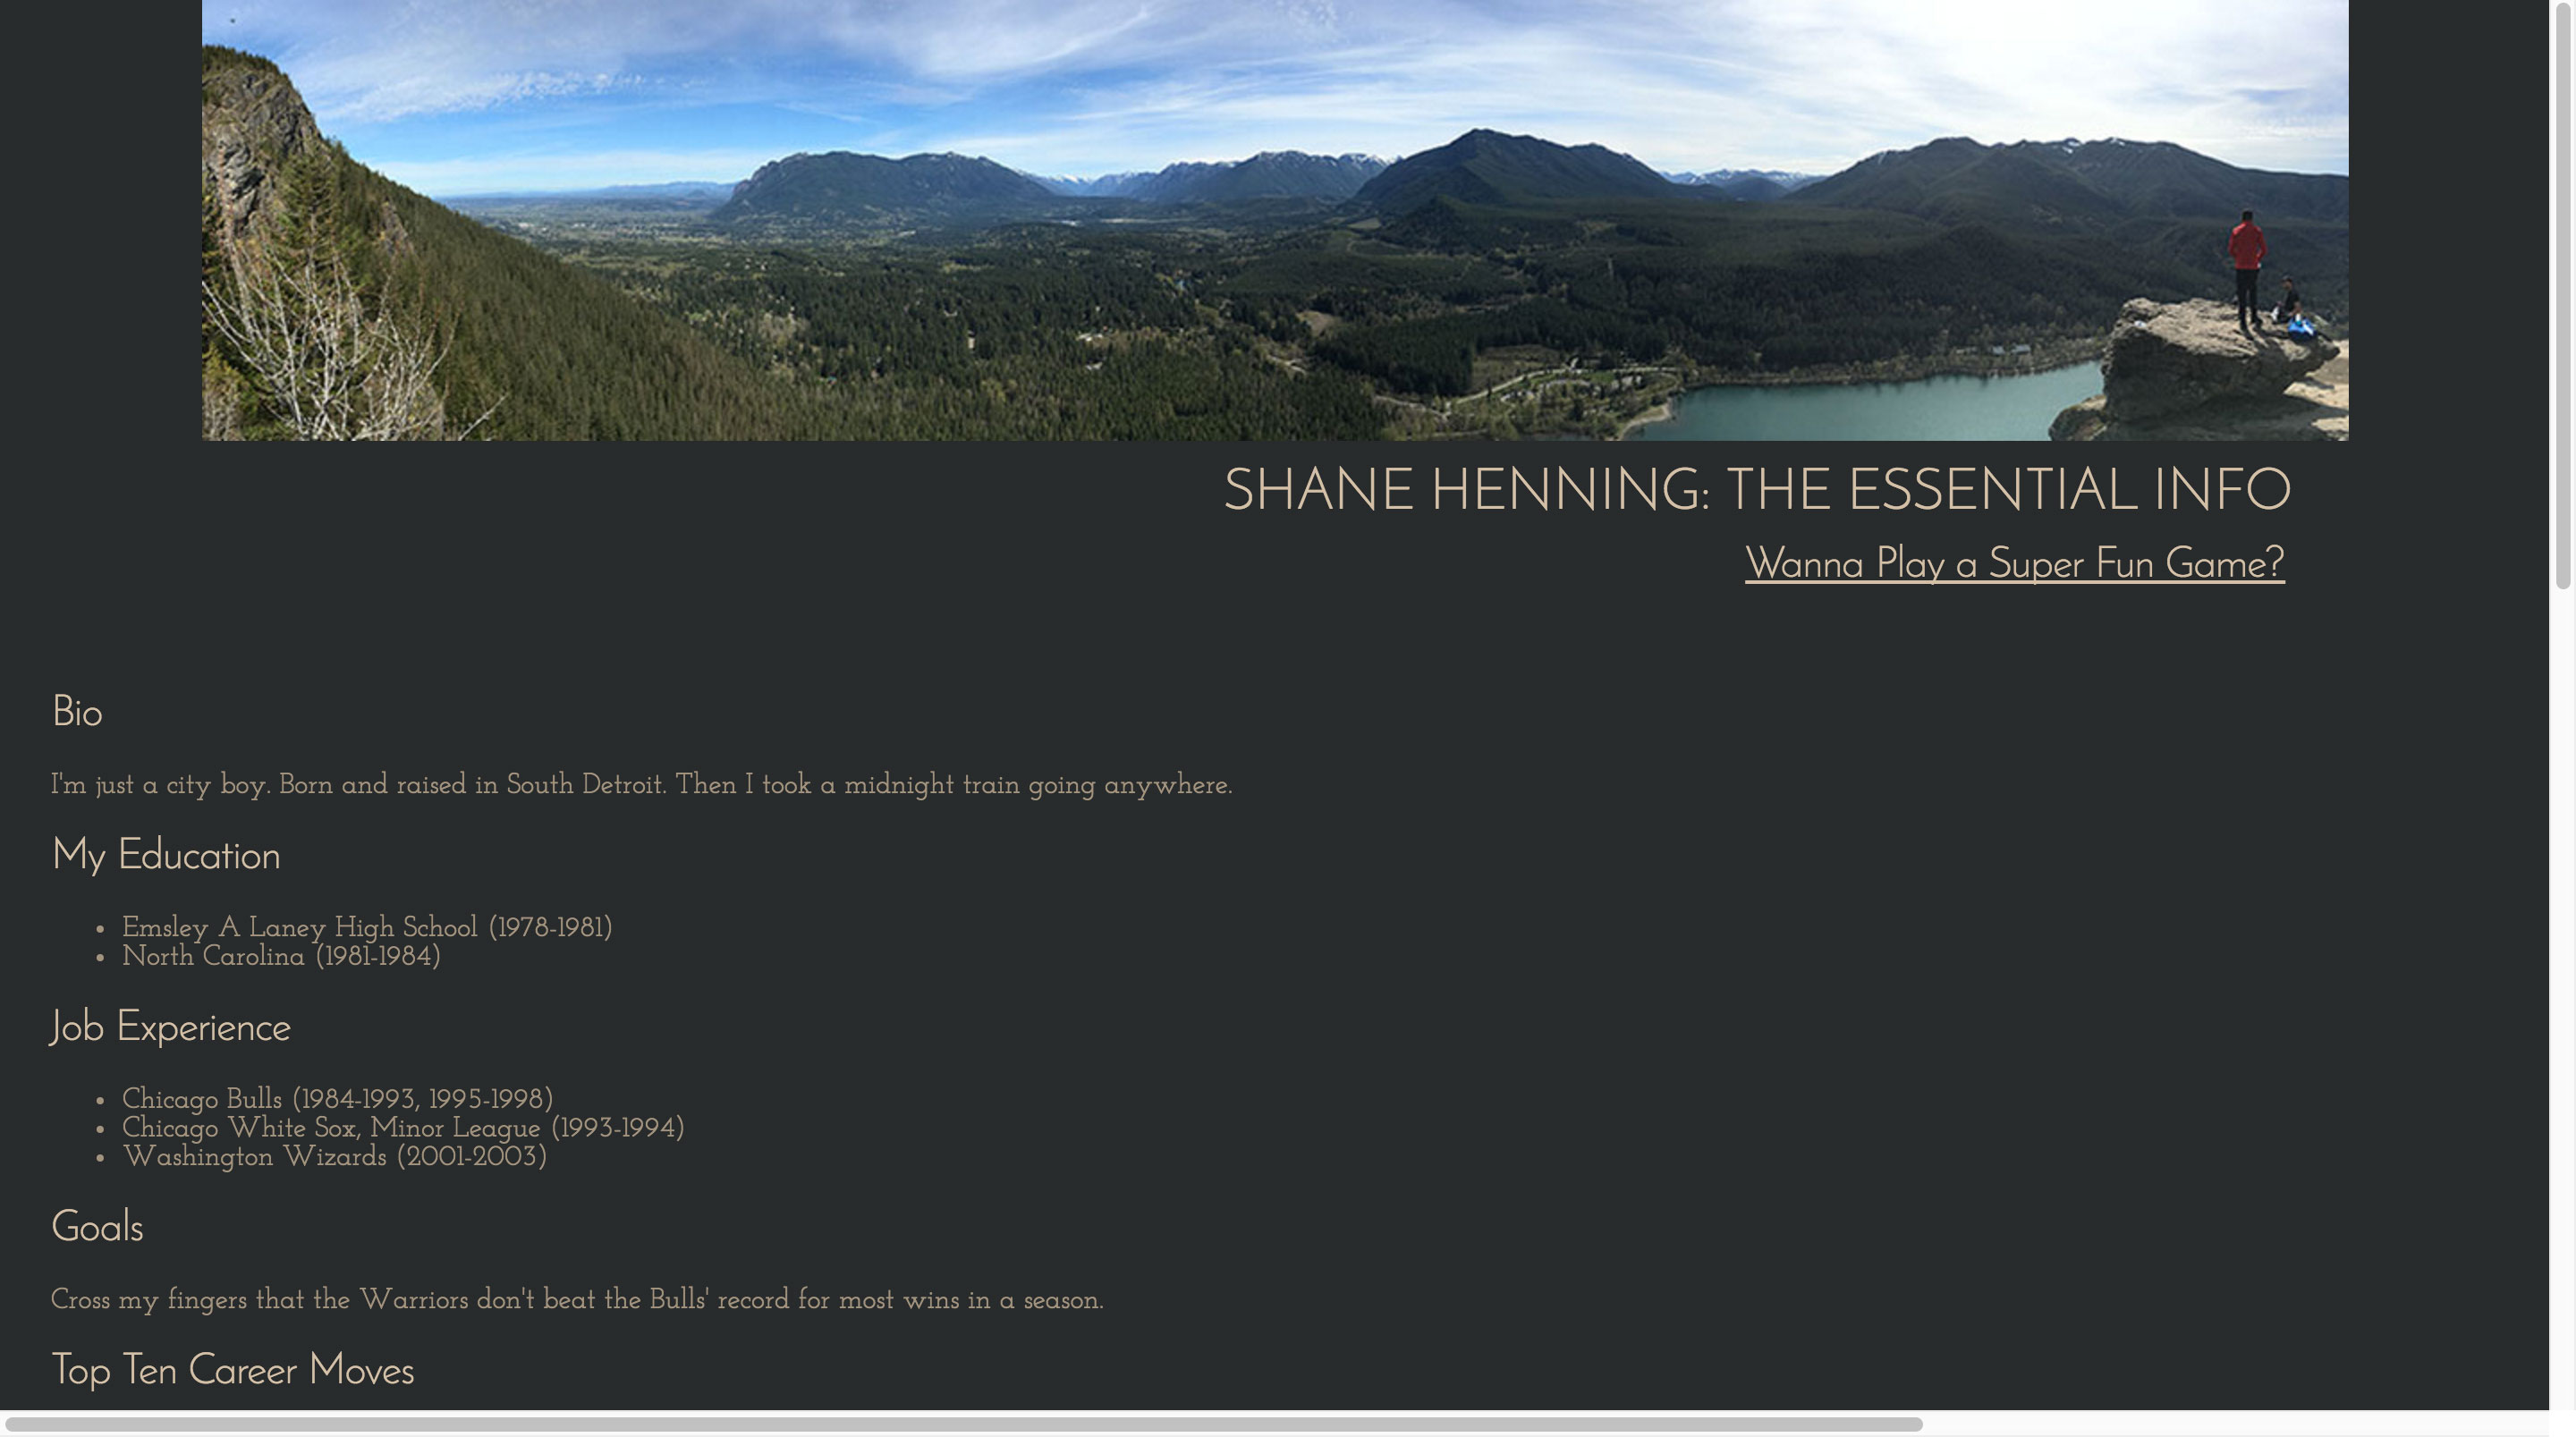 SHANE HENNING: THE ESSENTIAL INFO
Wanna Play a Super Fun Game?
Bio
I'm just a city boy. Born and raised in South Detroit. Then I took a midnight train going anywhere.
My Education
• Emsley A Laney High School (1978-1981)
• North Carolina (1981-1984)
Job Experience
• Chicago Bulls (1984-1993, 1995-1998)
• Chicago White Sox, Minor League (1993-1994)
• Washington Wizards (2001-2003)
Goals
Cross my fingers that the Warriors don't beat the Bulls' record for most wins in a season.
Top Ten Career Moves